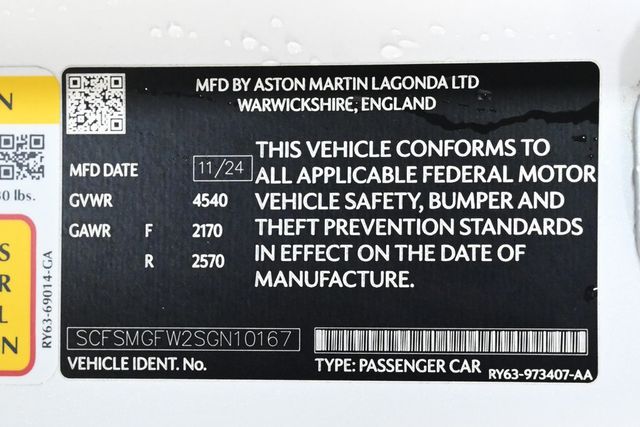 MFD BY ASTON MARTIN LAGONDA LTD
WARWICKSHIRE, ENGLAND
MFD DATE 11/24
GVWR 4540
GAWR F 2170
R 2570
THIS VEHICLE CONFORMS TO
ALL APPLICABLE FEDERAL MOTOR
VEHICLE SAFETY, BUMPER AND
THEFT PREVENTION STANDARDS
IN EFFECT ON THE DATE OF
MANUFACTURE.
SCFSMGFW2SGN10167
VEHICLE IDENT. No.
TYPE: PASSENGER CAR
RY63-973407-AA
N
lbs.
S
R
L
N
RY63-69014-GA